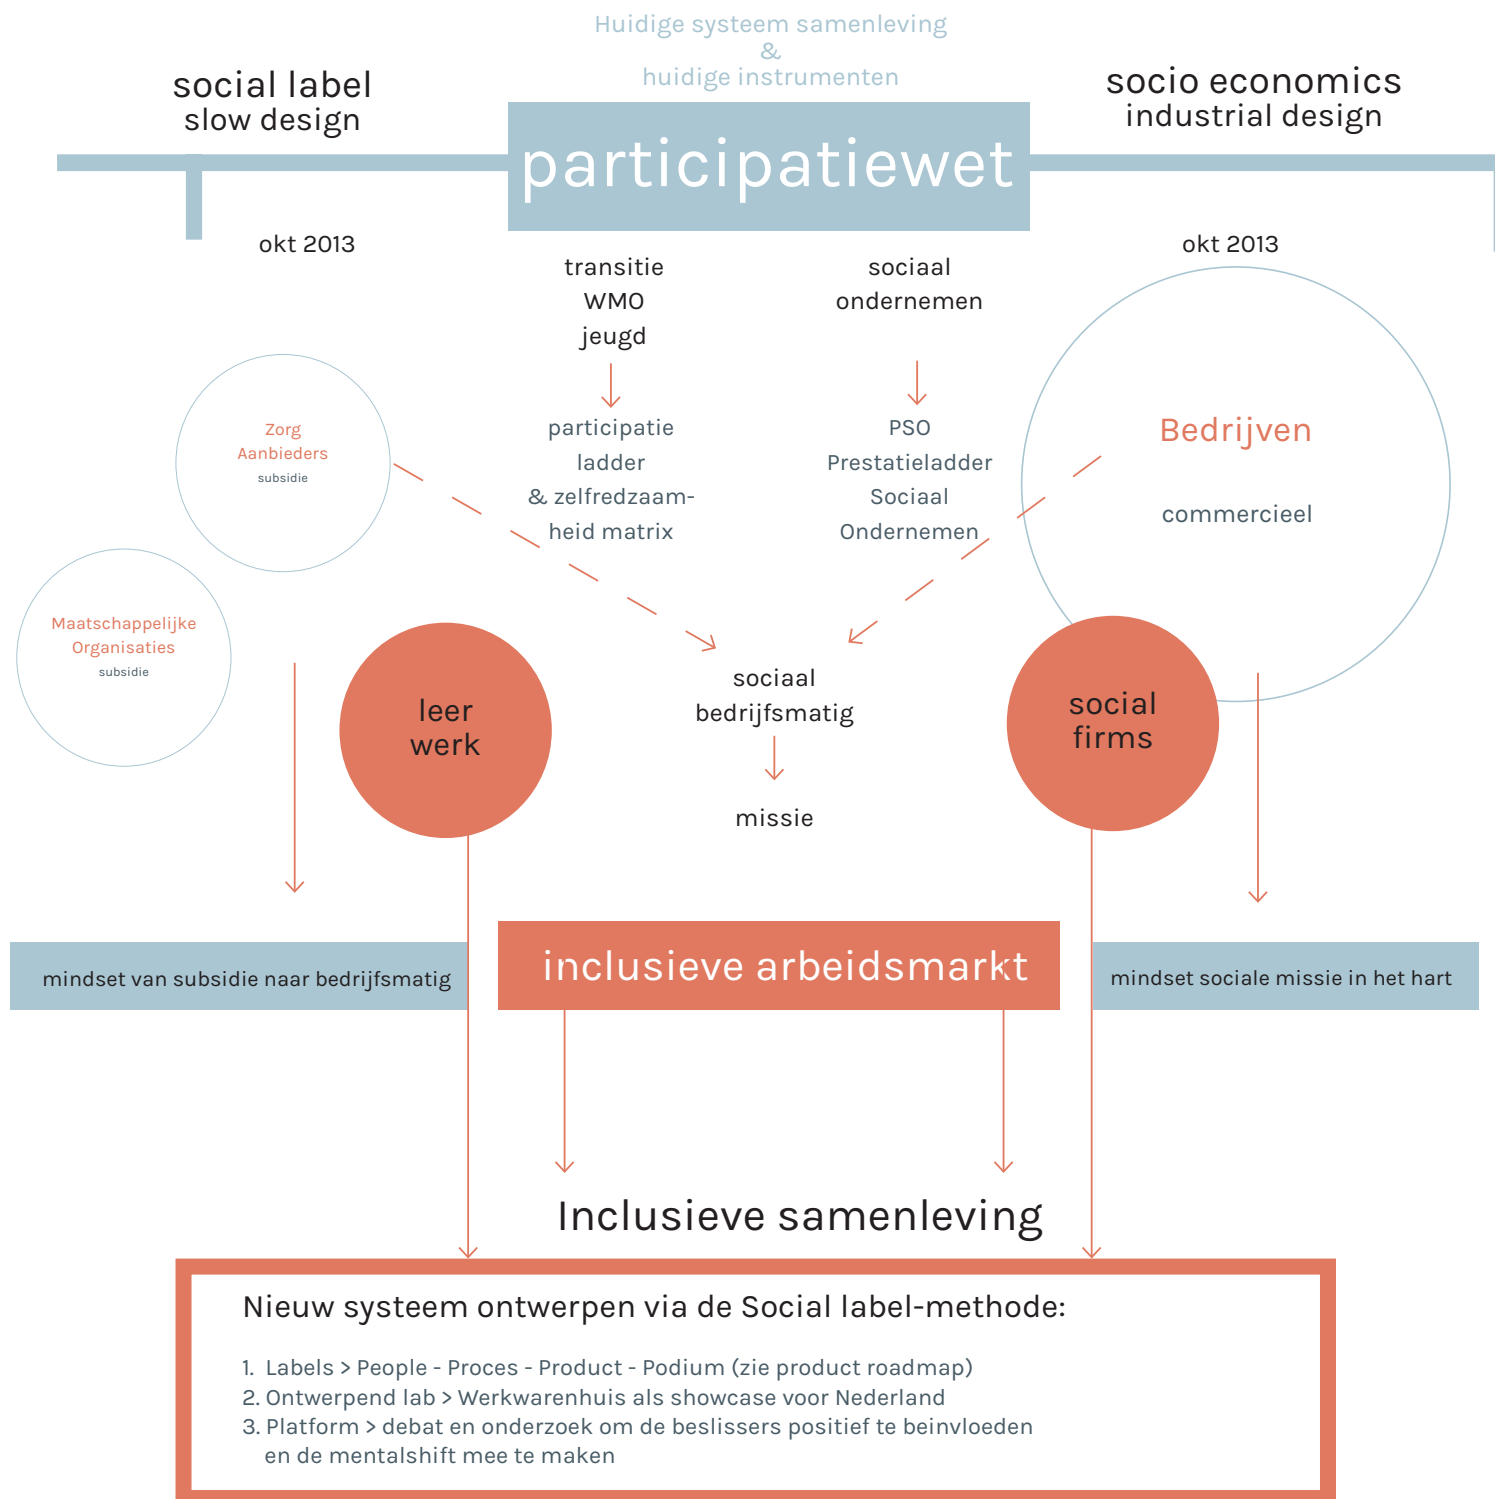 Huidige systeem samenleving
&
huidige instrumenten
social label
slow design
participatiewet
socio economics
industrial design
okt 2013
transitie
WMO
jeugd
sociaal
ondernemen
okt 2013
Zorg
Aanbieders
subsidie
participatie
ladder
& zelfredzaam-
heid matrix
PSO
Prestatieladder
Sociaal
Ondernemen
Bedrijven
commercieel
Maatschappelijke
Organisaties
subsidie
leer
werk
sociaal
bedrijfsmatig
missie
social
firms
mindset van subsidie naar bedrijfsmatig
inclusieve arbeidsmarkt
mindset sociale missie in het hart
Inclusieve samenleving
Nieuw systeem ontwerpen via de Social label-methode:
1. Labels > People - Proces - Product - Podium (zie product roadmap)
2. Ontwerpend lab > Werkwarenhuis als showcase voor Nederland
3. Platform > debat en onderzoek om de beslissers positief te beinvloeden
en de mentalshift mee te maken